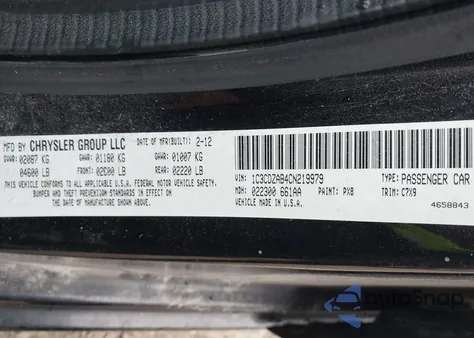 MFD BY CHRYSLER GROUP LLC DATE OF MFR(BUILT): 2-12
GVWR: 02087 KG GAWR: 01180 KG GAWR: 01007 KG
04600 LB FRONT: LB REAR: 02220 LB
THIS VEHICLE CONFORMS TO ALL APPLICABLE U.S.A. FEDERAL MOTOR VEHICLE SAFETY,
BUMPER AND THEFT PREVENTION STANDARDS IN EFFECT ON
THE DATE OF MANUFACTURE SHOWN ABOVE.
VIN: 1C3CDZAB4CN219979 TYPE: PASSENGER CAR
MDH: 022300 661AA PAINT: PX8 TRIM: C7X9
VEHICLE MADE IN U.S.A. 4658843
autoSnap